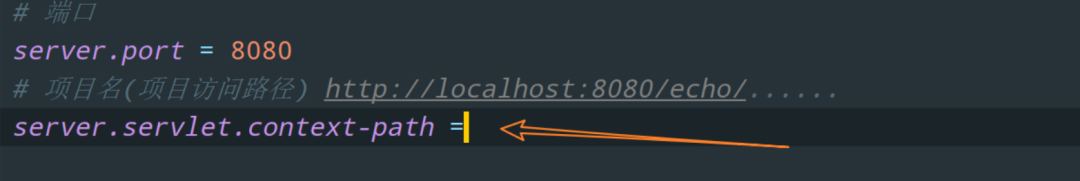 # 端口
server.port = 8080
# 项目名(项目访问路径) http://localhost:8080/echo/......
server.servlet.context-path =